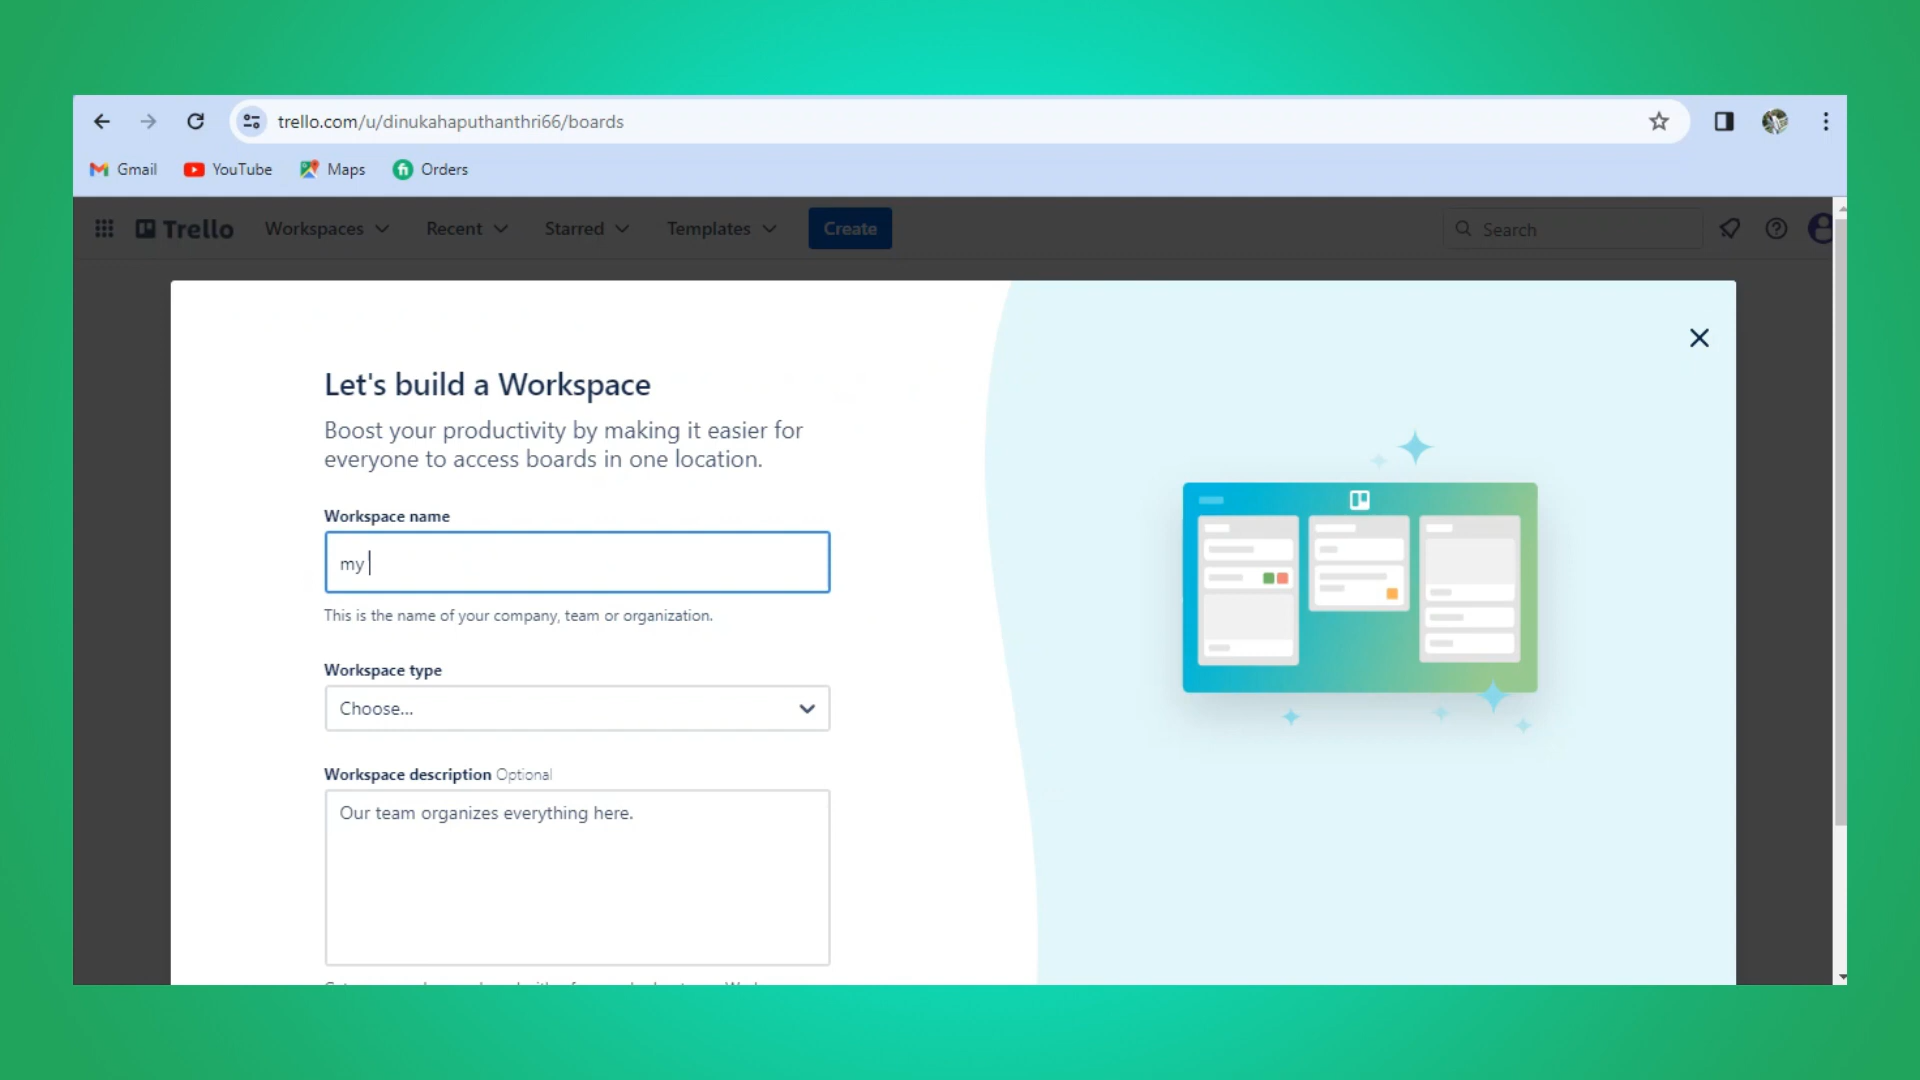 trello.com/u/dinukahaputhanthri66/boards
Gmail YouTube Maps Orders
Trello Workspaces Recent Starred Templates Create Search
Let's build a Workspace
Boost your productivity by making it easier for
everyone to access boards in one location.
Workspace name
my
This is the name of your company, team or organization.
Workspace type
Choose...
Workspace description Optional
Our team organizes everything here.